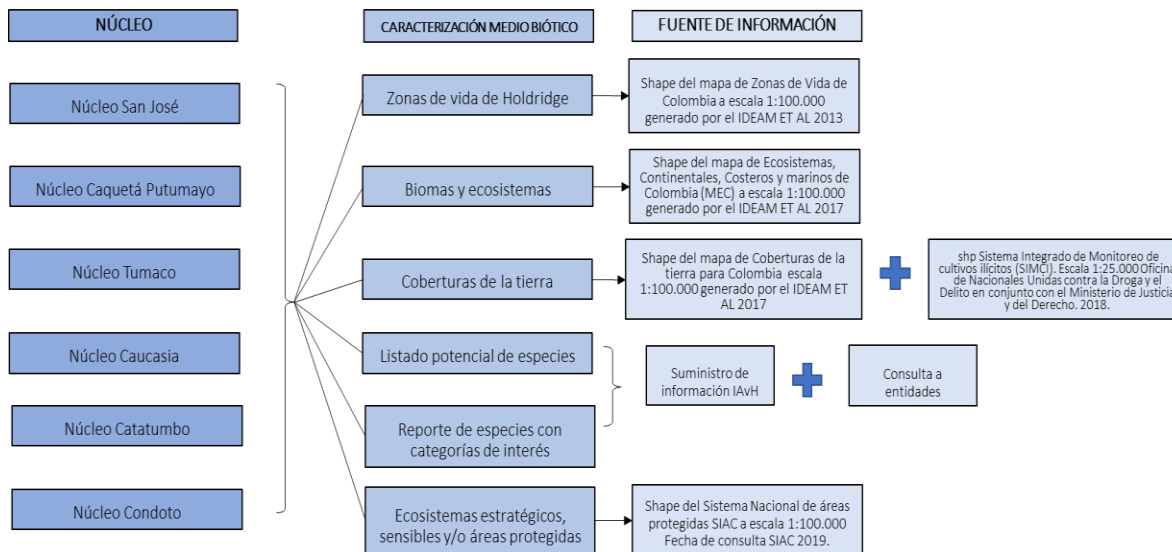 NÚCLEO
Núcleo San José
Núcleo Caquetá Putumayo
Núcleo Tumaco
Núcleo Caucasia
Núcleo Catatumbo
Núcleo Condoto
CARACTERIZACIÓN MEDIO BIÓTICO
Zonas de vida de Holdridge
Biomas y ecosistemas
Coberturas de la tierra
Listado potencial de especies
Reporte de especies con
categorías de interés
Ecosistemas estratégicos,
sensibles y/o áreas protegidas
FUENTE DE INFORMACIÓN
Shape del mapa de Zonas de Vida de
Colombia a escala 1:100.000
generado por el IDEAM ET AL 2013
Shape del mapa de Ecosistemas,
Continentales, Costeros y marinos de
Colombia (MEC) a escala 1:100.000
generado por el IDEAM ET AL 2017
Shape del mapa de Coberturas de la
tierra para Colombia escala
1:100.000 generado por el IDEAM ET
AL 2017
shp Sistema Integrado de Monitoreo de
cultivos ilícitos (SIMCI). Escala 1:25.000 Oficina
de Nacionales Unidas contra la Droga y el
Delito en conjunto con el Ministerio de Justicia
y del Derecho. 2018.
Suministro de
información IAvH
Consulta a
entidades
Shape del Sistema Nacional de áreas
protegidas SIAC a escala 1:100.000
Fecha de consulta SIAC 2019.